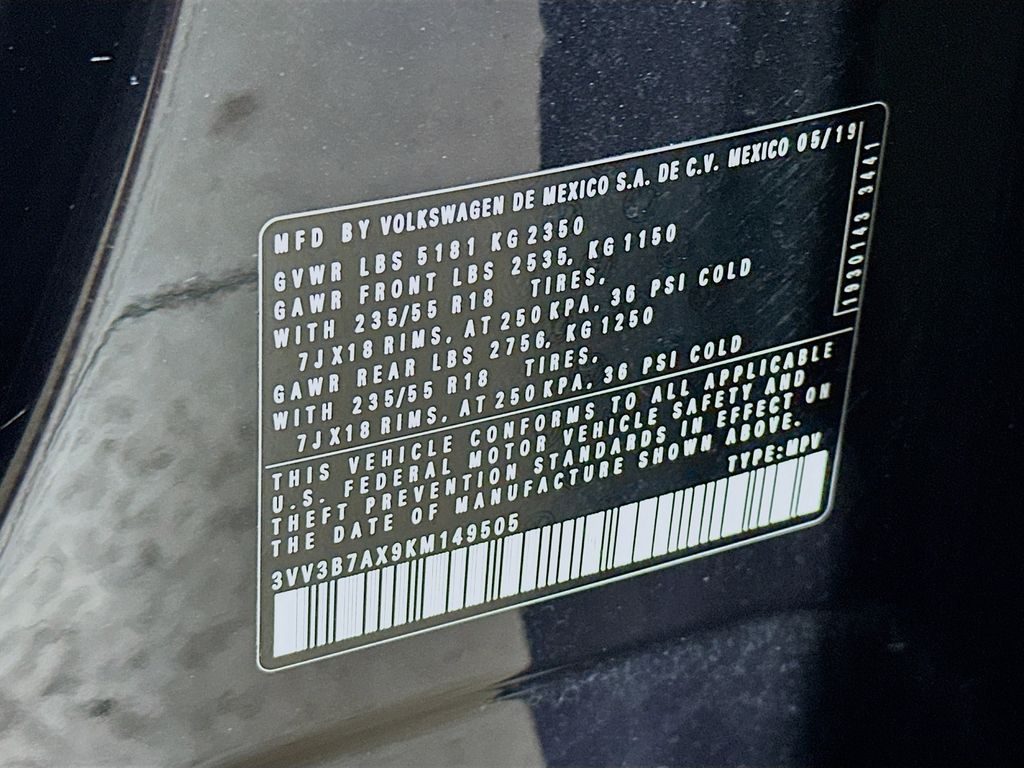 MFD BY VOLKSWAGEN DE MEXICO S.A. DE C.V. MEXICO 05/19
GVWR LBS 5181 KG 2350
GAWR FRONT LBS 2535, KG 1150
WITH 235/55 R18 TIRES,
7JX18 RIMS, AT 250 KPA, 36 PSI COLD
GAWR REAR LBS 2756, KG 1250
WITH 235/55 R18 TIRES,
7JX18 RIMS, AT 250 KPA, 36 PSI COLD
THIS VEHICLE CONFORMS TO ALL APPLICABLE
U.S. FEDERAL MOTOR VEHICLE SAFETY AND
THEFT PREVENTION STANDARDS IN EFFECT ON
THE DATE OF MANUFACTURE SHOWN ABOVE.
TYPE:MPV
3VV3B7AX9KM149505
1930143 3441